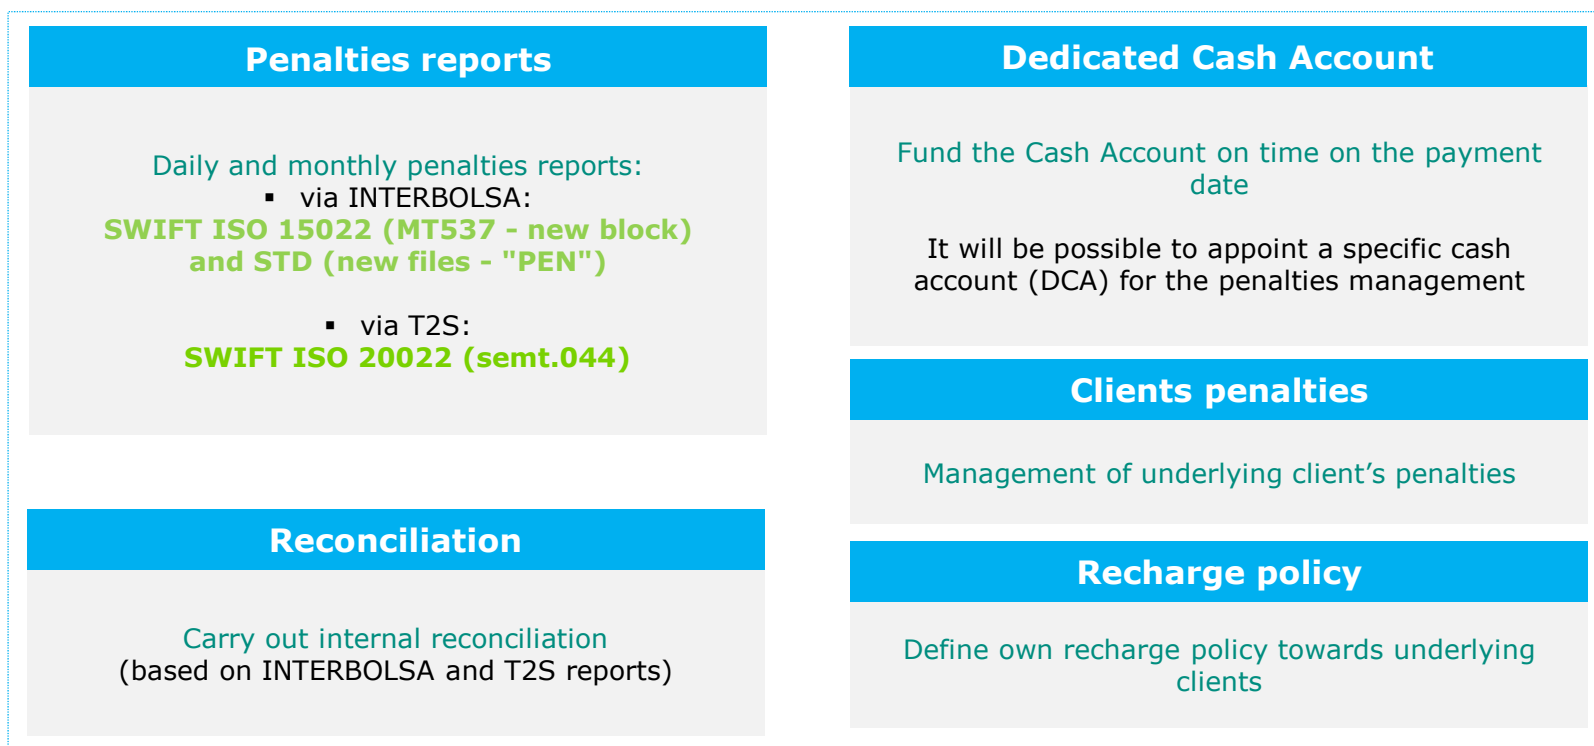 Penalties reports
Daily and monthly penalties reports:
▪ via INTERBOLSA:
SWIFT ISO 15022 (MT537 - new block)
and STD (new files - "PEN")
▪ via T2S:
SWIFT ISO 20022 (semt.044)
Reconciliation
Carry out internal reconciliation
(based on INTERBOLSA and T2S reports)
Dedicated Cash Account
Fund the Cash Account on time on the payment
date
It will be possible to appoint a specific cash
account (DCA) for the penalties management
Clients penalties
Management of underlying client’s penalties
Recharge policy
Define own recharge policy towards underlying
clients